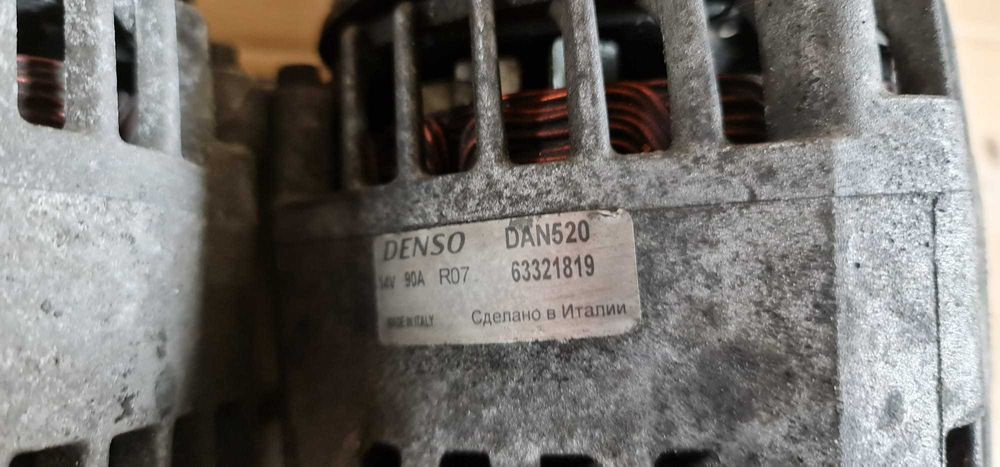 DENSO DAN520
14V 90A R07 63321819
MADE IN ITALY Сделано в Италии